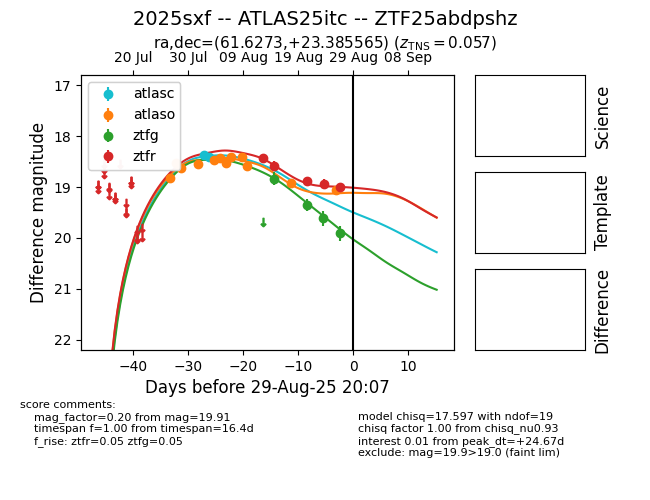 2025sxf -- ATLAS25itc -- ZTF25abdpshz
ra,dec=(61.6273,+23.385565) (z_TNS = 0.057)
20 Jul 30 Jul 09 Aug 19 Aug 29 Aug 08 Sep
atlasc
atlaso
ztfg
ztfr
17
18
19
20
21
22
Difference magnitude
−40 −30 −20 −10 0 10
Days before 29-Aug-25 20:07
Science
Template
Difference
score comments:
mag_factor=0.20 from mag=19.91
timespan f=1.00 from timespan=16.4d
f_rise: ztfr=0.05 ztfg=0.05
model chisq=17.597 with ndof=19
chisq factor 1.00 from chisq_nu0.93
interest 0.01 from peak_dt=+24.67d
exclude: mag=19.9>19.0 (faint lim)